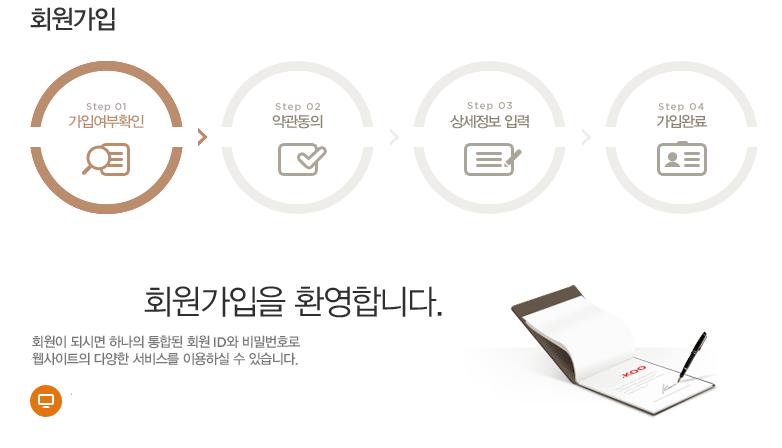 회원가입
Step 01
가입여부확인
Step 02
약관동의
Step 03
상세정보 입력
Step 04
가입완료
회원가입을 환영합니다.
회원이 되시면 하나의 통합된 회원 ID와 비밀번호로
웹사이트의 다양한 서비스를 이용하실 수 있습니다.